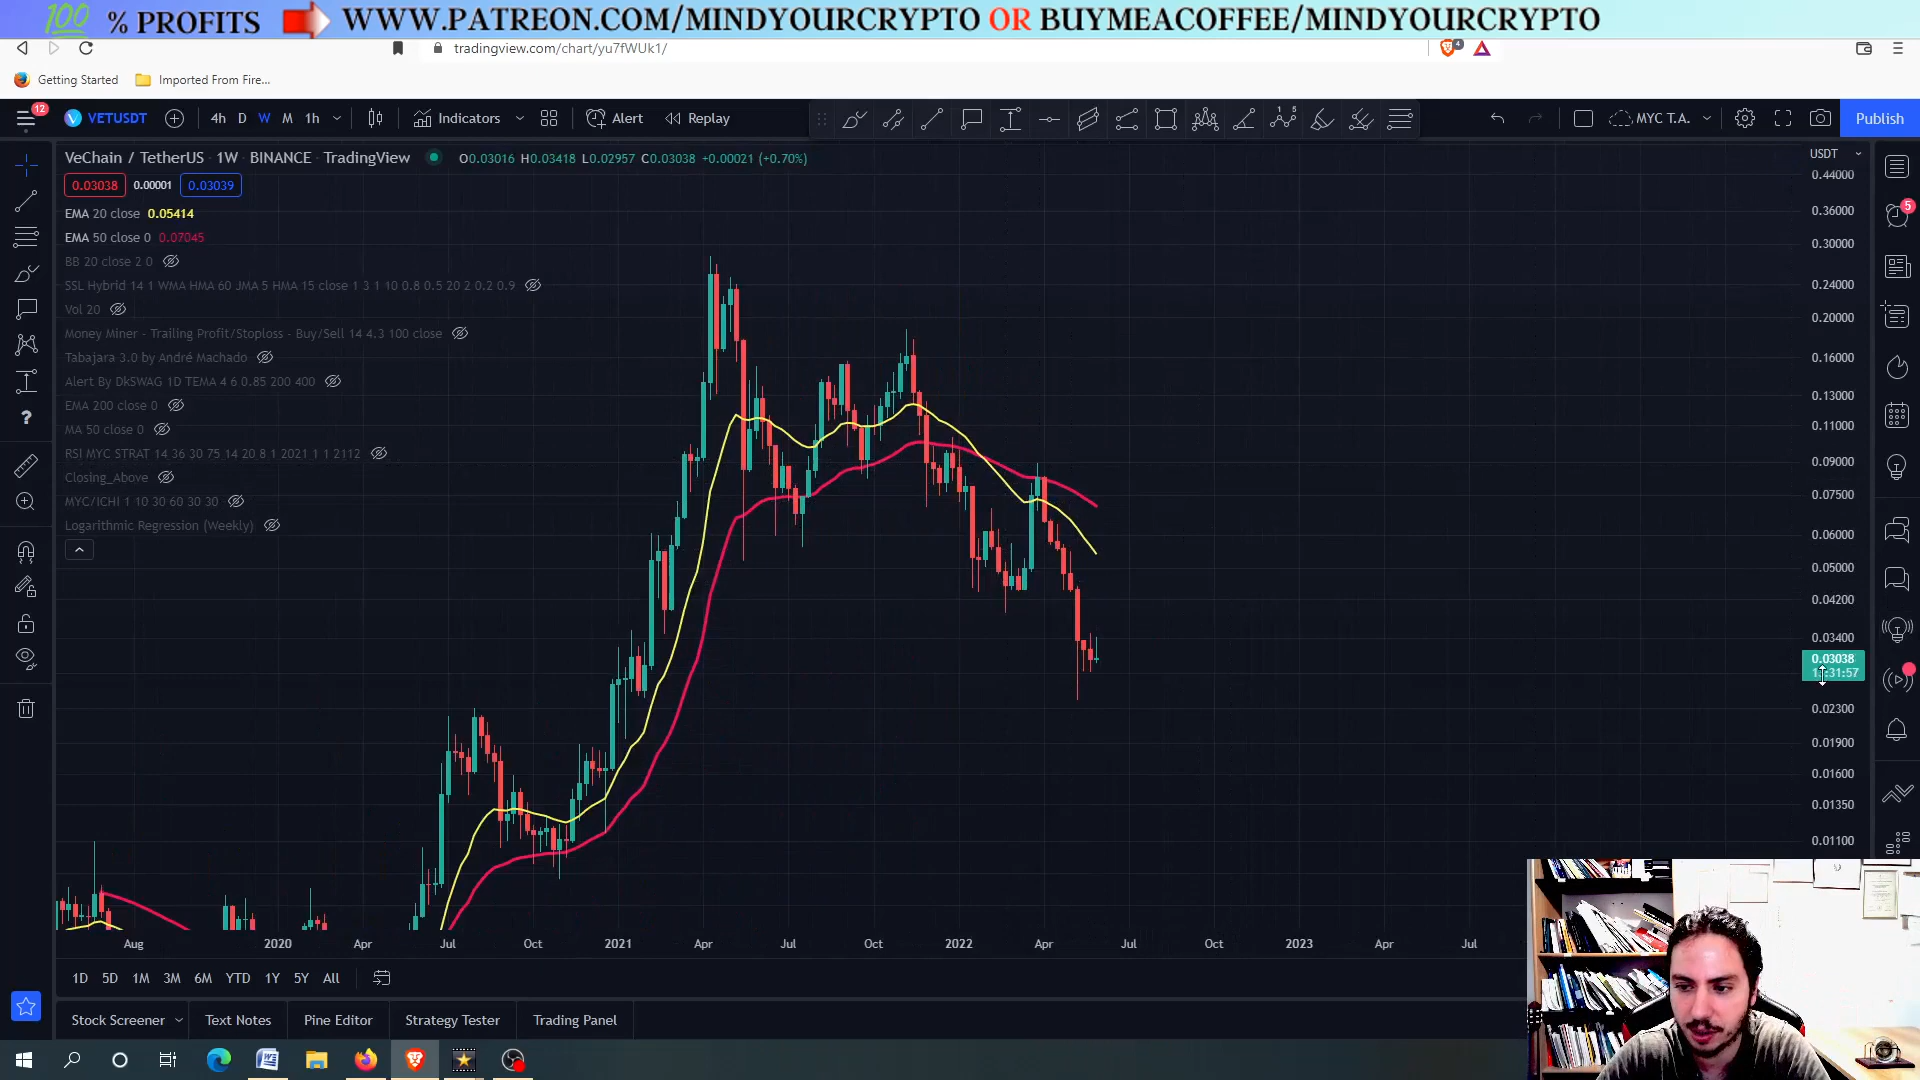 100 % PROFITS WWW.PATREON.COM/MINDYOURCRYPTO OR BUYMEACOFFEE/MINDYOURCRYPTO
tradingview.com/chart/yu7fWUk1/
4
Getting Started Imported From Fire...
12 VETUSDT 4h D W M 1h Indicators Alert Replay MYC T.A. Publish
VeChain / TetherUS · 1W · BINANCE · TradingView O0.03016 H0.03418 L0.02957 C0.03038 +0.00021 (+0.70%)
0.03038 0.00001 0.03039
EMA 20 close 0.05414
EMA 50 close 0 0.07045
BB 20 close 2 0
SSL Hybrid 14 1 WMA HMA 60 JMA 5 HMA 15 close 1 3 1 10 0.8 0.5 20 2 0.2 0.9
Vol 20
Money Miner - Trailing Profit/Stoploss - Buy/Sell 14 4.3 100 close
Tabajara 3.0 by André Machado
Alert By DkSWAG 1D TEMA 4 6 0.85 200 400
EMA 200 close 0
MA 50 close 0
RSI MYC STRAT 14 36 30 75 14 20 8 1 2021 1 1 2112
Closing_Above
MYC/ICHI 1 10 30 60 30 30
Logarithmic Regression (Weekly)
USDT
0.44000
0.36000
0.30000
0.24000
0.20000
0.16000
0.13000
0.11000
0.09000
0.07500
0.06000
0.05000
0.04200
0.03400
0.03038
0.02300
0.01900
0.01600
0.01350
0.01100
5
Aug 2020 Apr Jul Oct 2021 Apr Jul Oct 2022 Apr Jul Oct 2023 Apr Jul
1D 5D 1M 3M 6M YTD 1Y 5Y All
Stock Screener Text Notes Pine Editor Strategy Tester Trading Panel